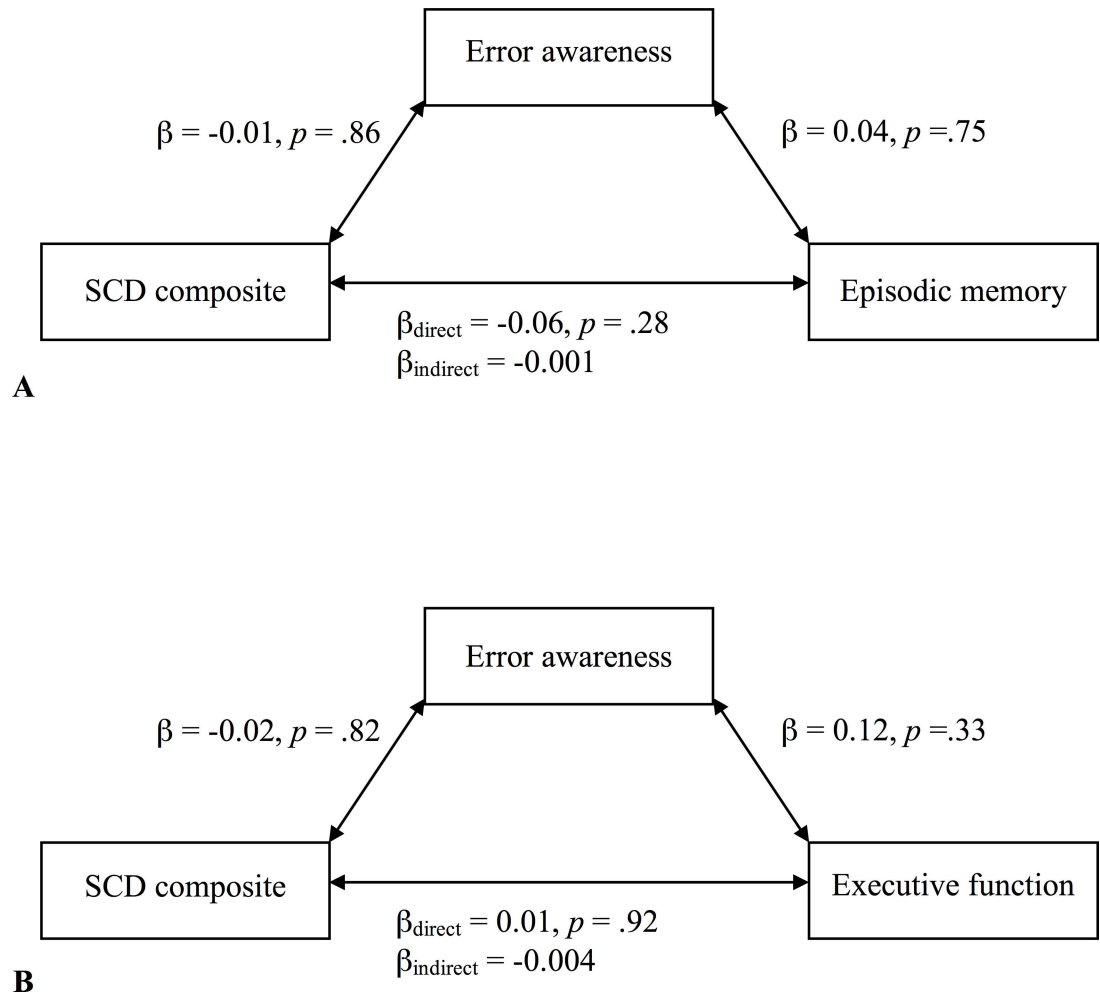 Error awareness
β = -0.01, p = .86
β = 0.04, p =.75
SCD composite
Episodic memory
βdirect = -0.06, p = .28
βindirect = -0.001
A
Error awareness
β = -0.02, p = .82
β = 0.12, p =.33
SCD composite
Executive function
βdirect = 0.01, p = .92
βindirect = -0.004
B